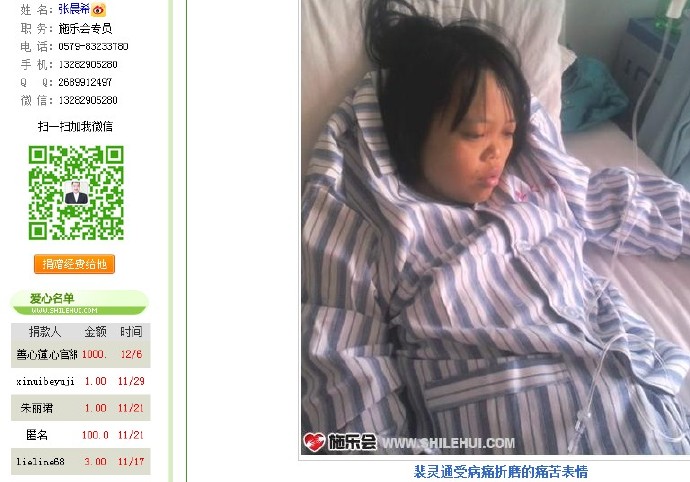 姓 名：张晨希
职 务：施乐会专员
电 话：0579-83233780
手 机：13282905280
Q  Q：2689912497
微 信：13282905280
扫一扫加我微信
捐赠经费给他
爱心名单
WWW.SHILEHUI.COM
捐款人 金额 时间
善心莲心宫 1000. 12/6
xinuibeyuji 1.00 11/29
朱丽珺 1.00 11/21
匿名 100.0 11/21
lieline68 3.00 11/17
施乐会 WWW.SHILEHUI.COM
裴灵通受病痛折磨的痛苦表情